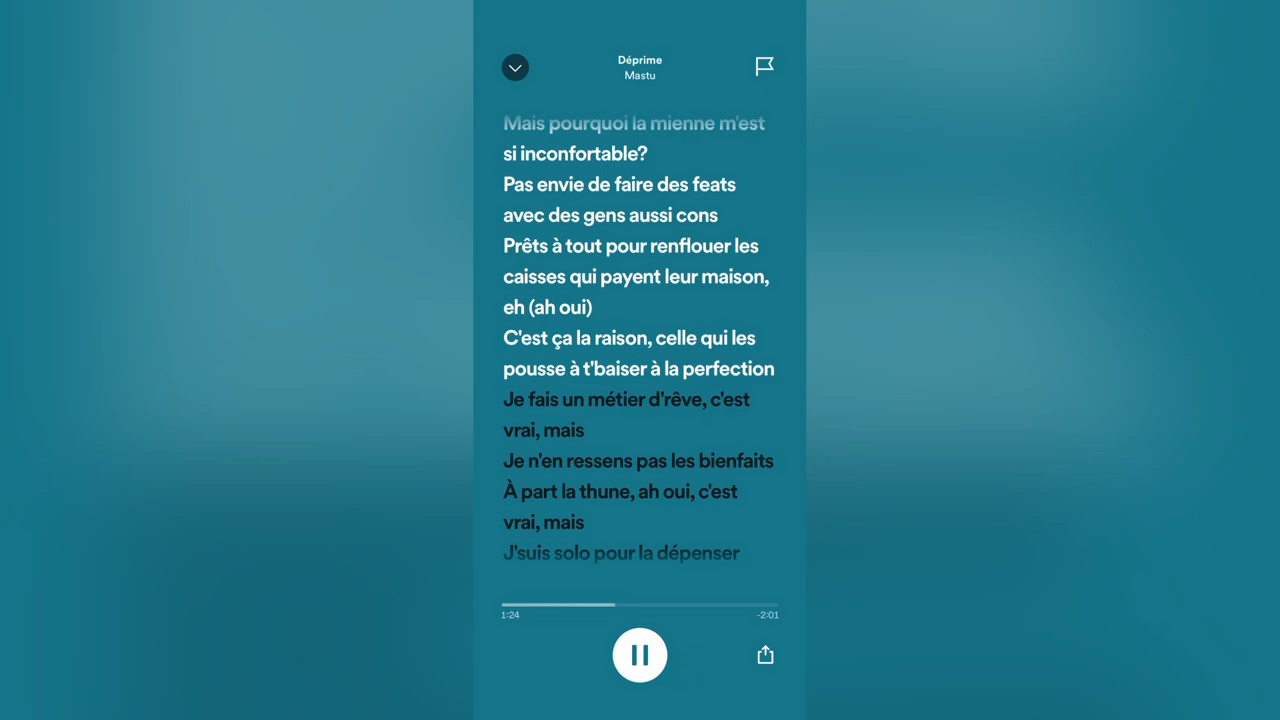 Déprime
Mastu
Mais pourquoi la mienne m'est
si inconfortable?
Pas envie de faire des feats
avec des gens aussi cons
Prêts à tout pour renflouer les
caisses qui payent leur maison,
eh (ah oui)
C'est ça la raison, celle qui les
pousse à t'baiser à la perfection
Je fais un métier d'rêve, c'est
vrai, mais
Je n'en ressens pas les bienfaits
À part la thune, ah oui, c'est
vrai, mais
J'suis solo pour la dépenser
1:24
-2:01